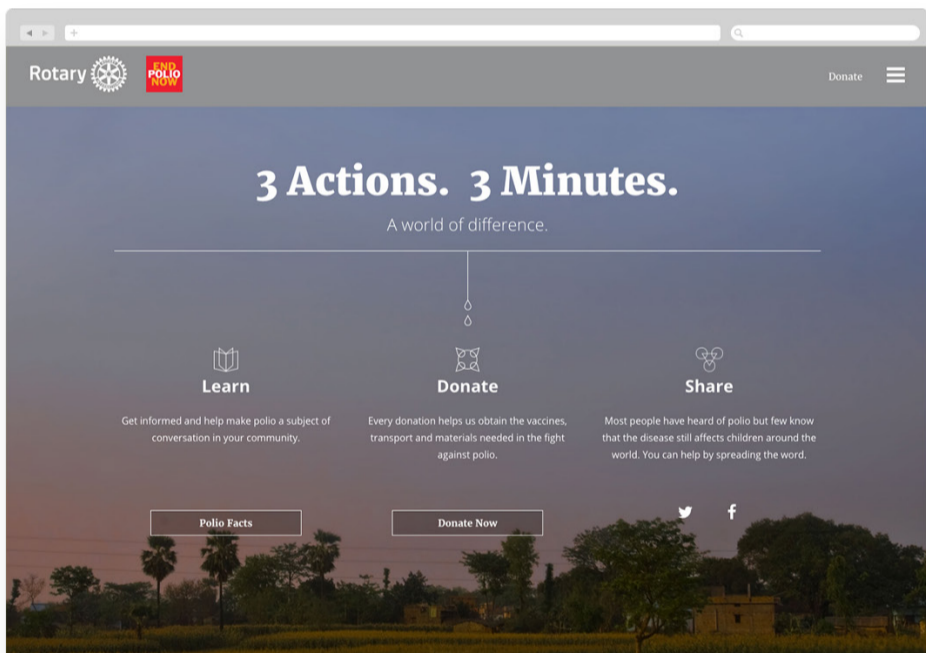 Rotary
END
POLIO
NOW
Donate
3 Actions. 3 Minutes.
A world of difference.
Learn
Get informed and help make polio a subject of
conversation in your community.
Polio Facts
Donate
Every donation helps us obtain the vaccines,
transport and materials needed in the fight
against polio.
Donate Now
Share
Most people have heard of polio but few know
that the disease still affects children around the
world. You can help by spreading the word.